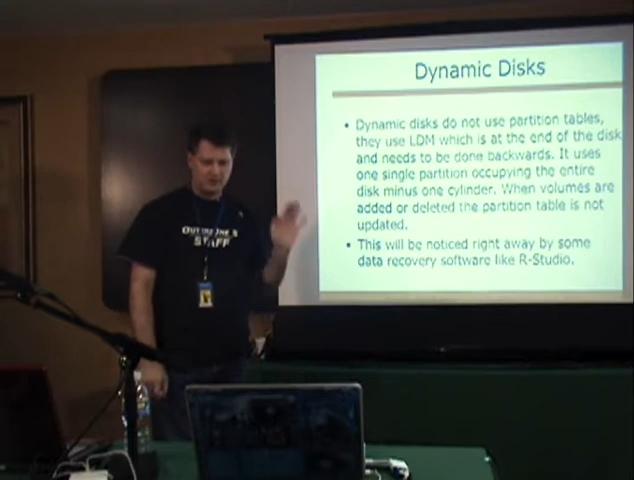 Dynamic Disks
• Dynamic disks do not use partition tables,
they use LDM which is at the end of the disk
and needs to be done backwards. It uses
one single partition occupying the entire
disk minus one cylinder. When volumes are
added or deleted the partition table is not
updated.
• This will be noticed right away by some
data recovery software like R-Studio.
STAFF